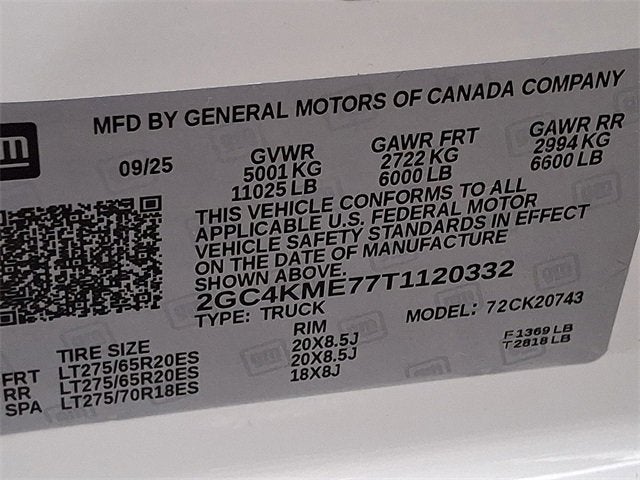 MFD BY GENERAL MOTORS OF CANADA COMPANY
gm
09/25
GVWR
5001 KG
11025 LB
GAWR FRT
2722 KG
6000 LB
GAWR RR
2994 KG
6600 LB
THIS VEHICLE CONFORMS TO ALL
APPLICABLE U.S. FEDERAL MOTOR
VEHICLE SAFETY STANDARDS IN EFFECT
ON THE DATE OF MANUFACTURE
SHOWN ABOVE.
2GC4KME77T1120332
TYPE: TRUCK
MODEL: 72CK20743
TIRE SIZE
RIM
FRT LT275/65R20ES 20X8.5J
RR LT275/65R20ES 20X8.5J
SPA LT275/70R18ES 18X8J
F1369 LB
T2818 LB